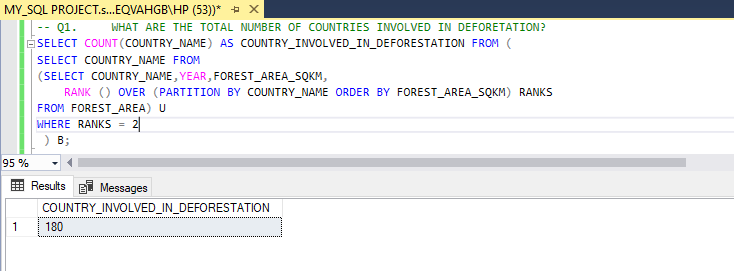 MY_SQL PROJECT.s...EQVAHGB\HP (53))*
-- Q1. WHAT ARE THE TOTAL NUMBER OF COUNTRIES INVOLVED IN DEFORETATION?
SELECT COUNT(COUNTRY_NAME) AS COUNTRY_INVOLVED_IN_DEFORESTATION FROM (
SELECT COUNTRY_NAME FROM
(SELECT COUNTRY_NAME,YEAR,FOREST_AREA_SQKM,
RANK () OVER (PARTITION BY COUNTRY_NAME ORDER BY FOREST_AREA_SQKM) RANKS
FROM FOREST_AREA) U
WHERE RANKS = 2
) B;
95 %
Results Messages
COUNTRY_INVOLVED_IN_DEFORESTATION
1 180